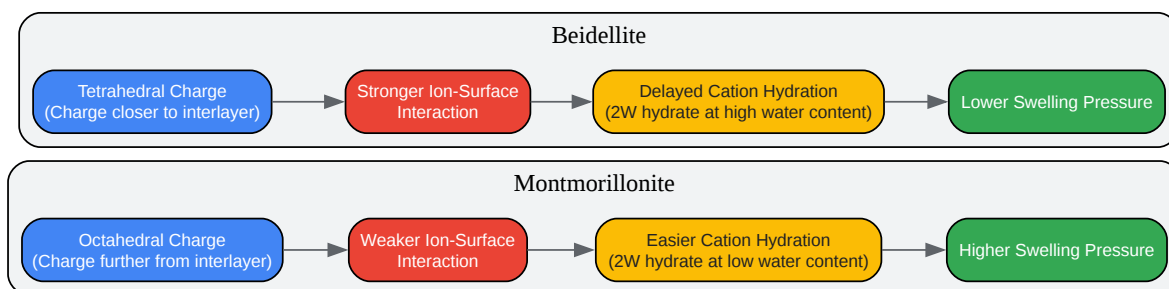 Beidellite
Tetrahedral Charge
(Charge closer to interlayer)
Stronger Ion-Surface
Interaction
Delayed Cation Hydration
(2W hydrate at high water content)
Lower Swelling Pressure
Montmorillonite
Octahedral Charge
(Charge further from interlayer)
Weaker Ion-Surface
Interaction
Easier Cation Hydration
(2W hydrate at low water content)
Higher Swelling Pressure